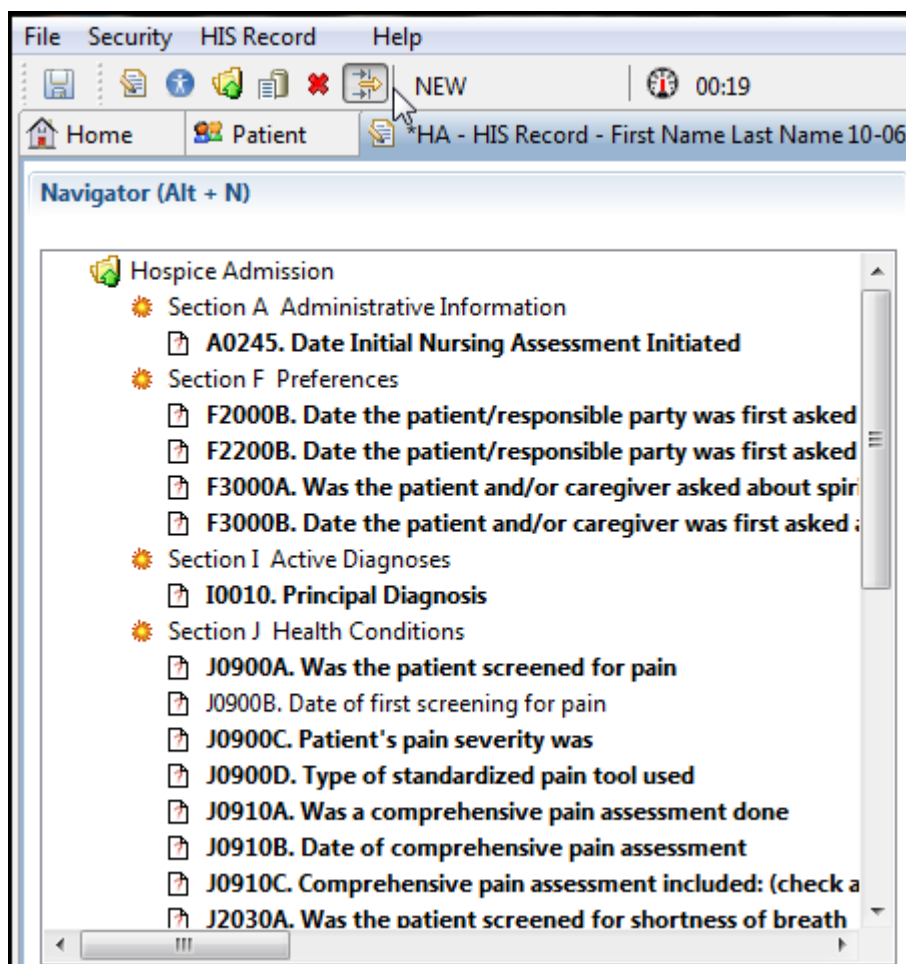 File Security HIS Record Help
NEW 00:19
Home Patient *HA - HIS Record - First Name Last Name 10-06
Navigator (Alt + N)
Hospice Admission
Section A Administrative Information
A0245. Date Initial Nursing Assessment Initiated
Section F Preferences
F2000B. Date the patient/responsible party was first asked
F2200B. Date the patient/responsible party was first asked
F3000A. Was the patient and/or caregiver asked about spiri
F3000B. Date the patient and/or caregiver was first asked a
Section I Active Diagnoses
I0010. Principal Diagnosis
Section J Health Conditions
J0900A. Was the patient screened for pain
J0900B. Date of first screening for pain
J0900C. Patient's pain severity was
J0900D. Type of standardized pain tool used
J0910A. Was a comprehensive pain assessment done
J0910B. Date of comprehensive pain assessment
J0910C. Comprehensive pain assessment included: (check a
J2030A. Was the patient screened for shortness of breath